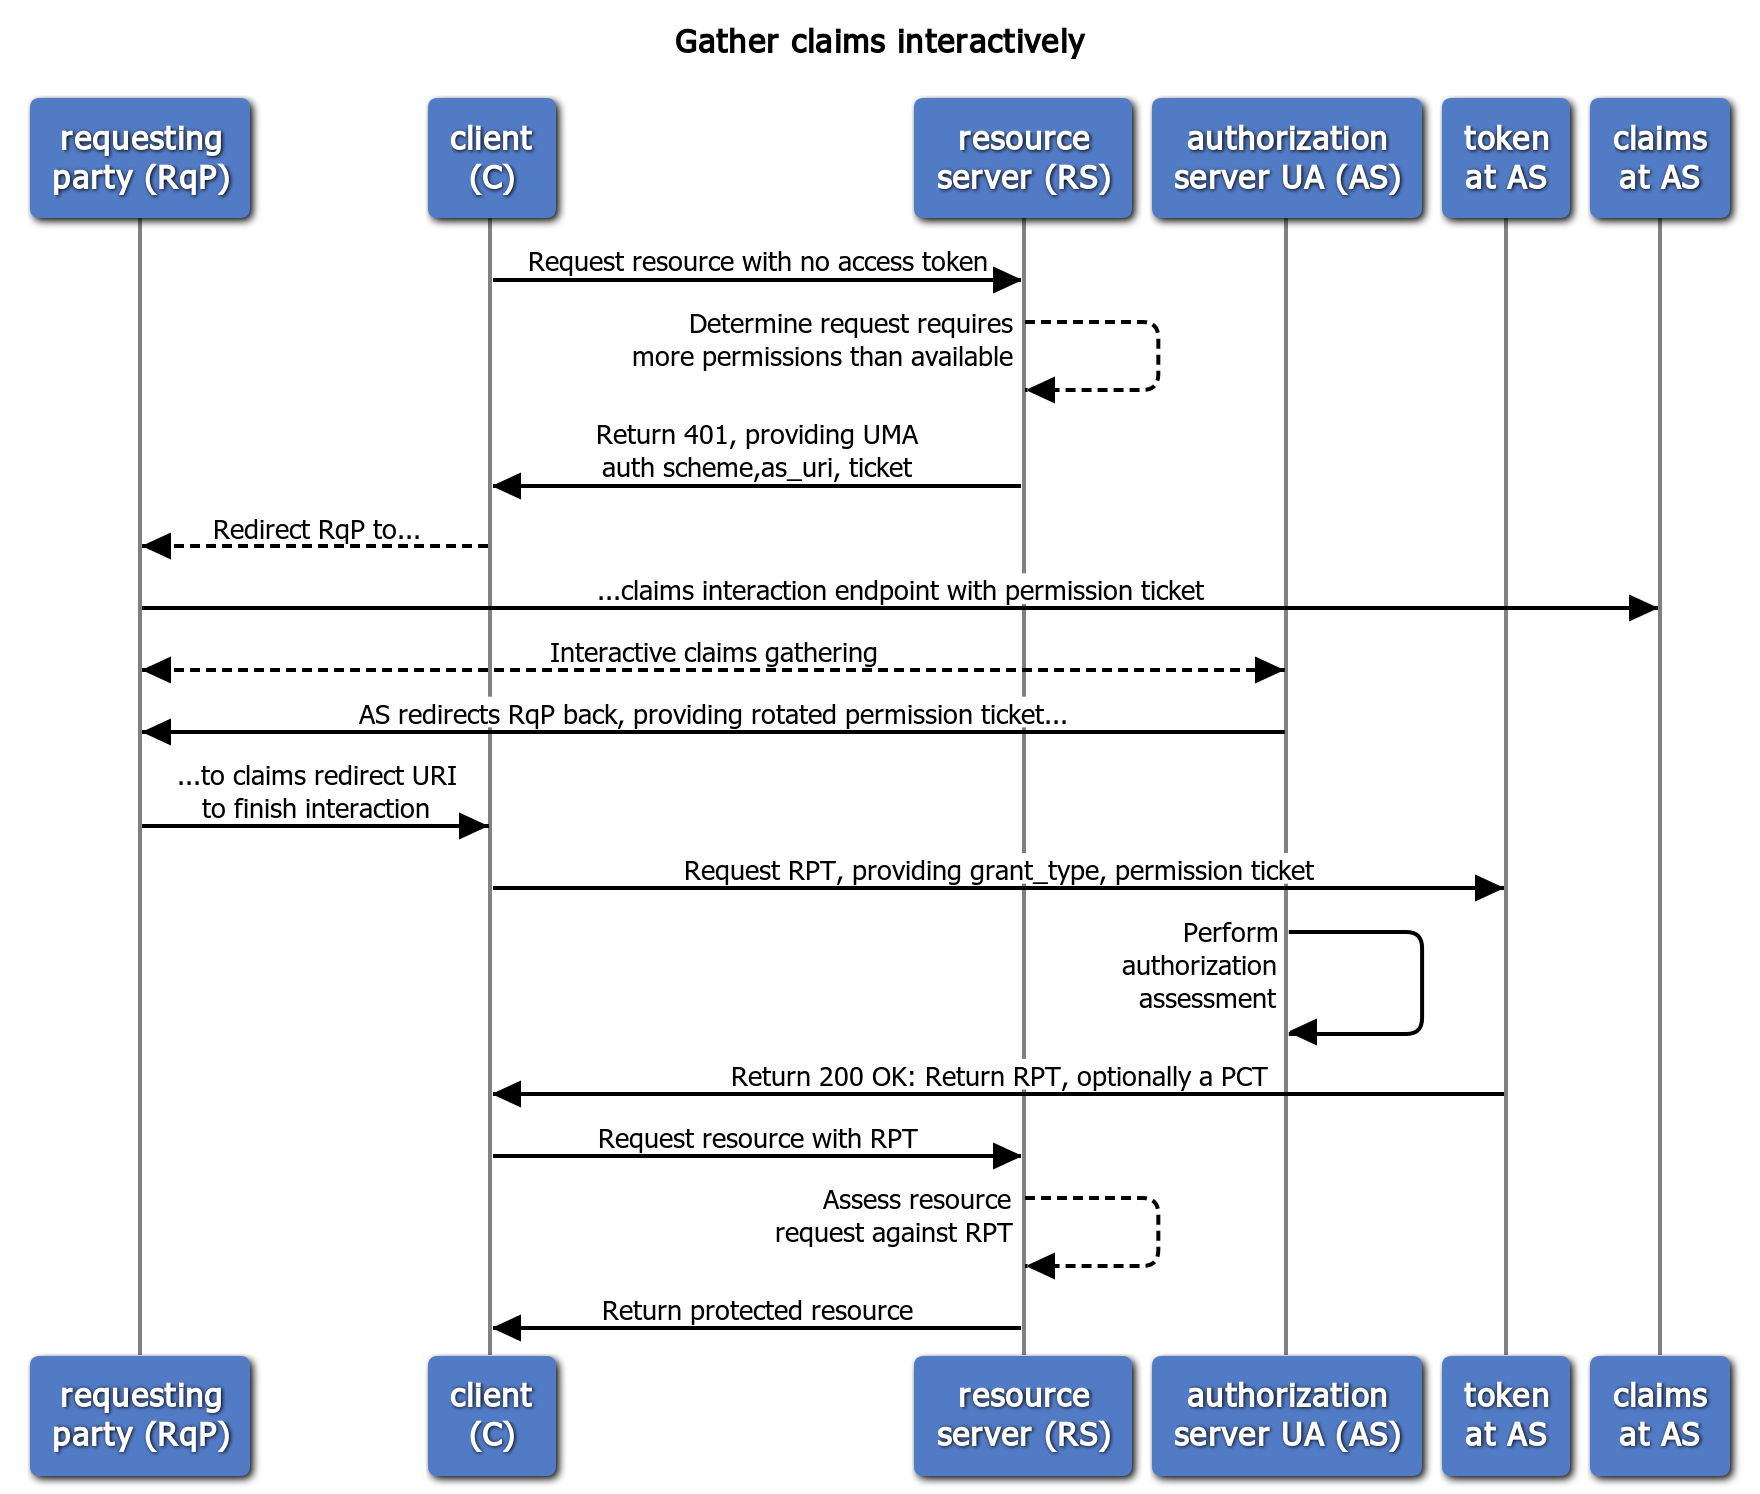 Gather claims interactively
requesting
party (RqP)
client
(C)
resource
server (RS)
authorization
server UA (AS)
token
at AS
claims
at AS
Request resource with no access token
Determine request requires
more permissions than available
Return 401, providing UMA
auth scheme,as_uri, ticket
Redirect RqP to...
...claims interaction endpoint with permission ticket
Interactive claims gathering
AS redirects RqP back, providing rotated permission ticket...
...to claims redirect URI
to finish interaction
Request RPT, providing grant_type, permission ticket
Perform
authorization
assessment
Return 200 OK: Return RPT, optionally a PCT
Request resource with RPT
Assess resource
request against RPT
Return protected resource
requesting
party (RqP)
client
(C)
resource
server (RS)
authorization
server UA (AS)
token
at AS
claims
at AS